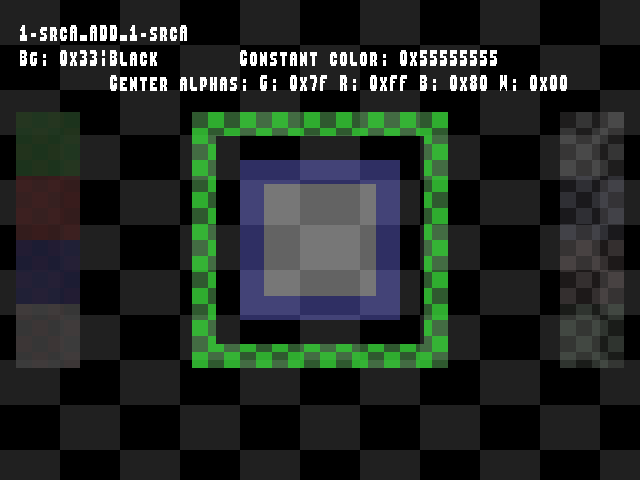 1-srcA_ADD_1-srcA
Bg: 0x33¦Black Constant color: 0x55555555
Center alphas: G: 0x7f R: 0xff B: 0x80 W: 0x00